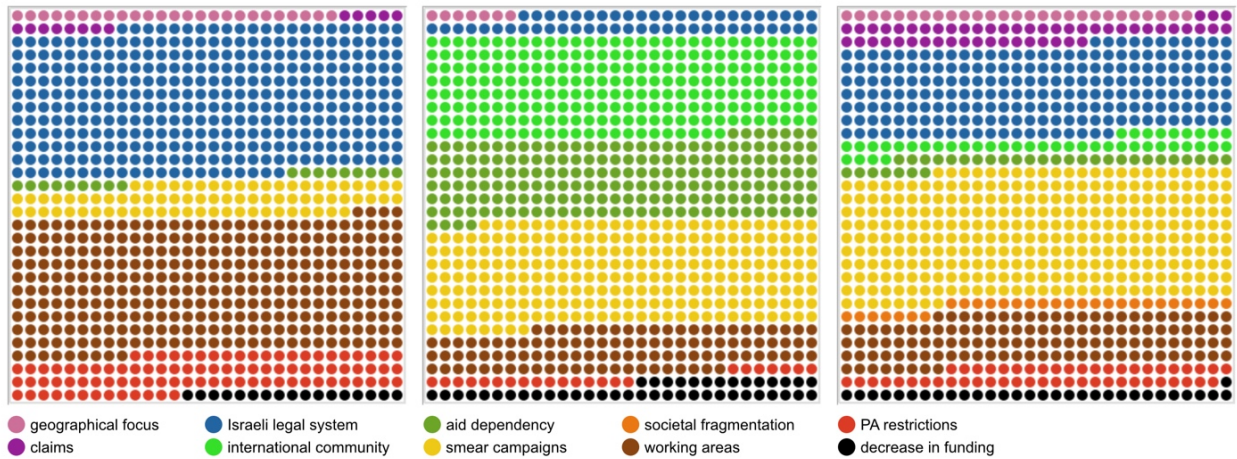 geographical focus Israeli legal system aid dependency societal fragmentation PA restrictions
claims international community smear campaigns working areas decrease in funding